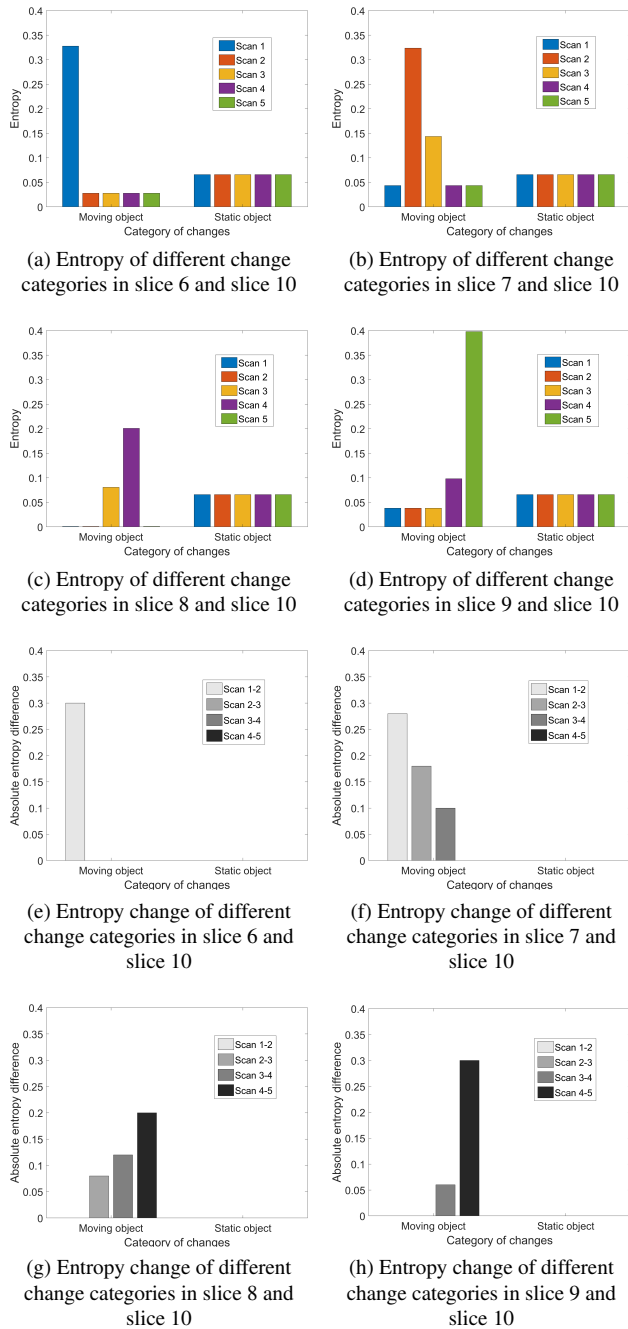 0.4
0.35
0.3
0.25
0.2
0.15
0.1
0.05
0
Entropy
Scan 1
Scan 2
Scan 3
Scan 4
Scan 5
Moving object
Static object
Category of changes
(a) Entropy of different change
categories in slice 6 and slice 10
0.4
0.35
0.3
0.25
0.2
0.15
0.1
0.05
0
Entropy
Scan 1
Scan 2
Scan 3
Scan 4
Scan 5
Moving object
Static object
Category of changes
(b) Entropy of different change
categories in slice 7 and slice 10
0.4
0.35
0.3
0.25
0.2
0.15
0.1
0.05
0
Entropy
Scan 1
Scan 2
Scan 3
Scan 4
Scan 5
Moving object
Static object
Category of changes
(c) Entropy of different change
categories in slice 8 and slice 10
0.4
0.35
0.3
0.25
0.2
0.15
0.1
0.05
0
Entropy
Scan 1
Scan 2
Scan 3
Scan 4
Scan 5
Moving object
Static object
Category of changes
(d) Entropy of different change
categories in slice 9 and slice 10
0.4
0.35
0.3
0.25
0.2
0.15
0.1
0.05
0
Absolute entropy difference
Scan 1-2
Scan 2-3
Scan 3-4
Scan 4-5
Moving object
Static object
Category of changes
(e) Entropy change of different
change categories in slice 6 and
slice 10
0.4
0.35
0.3
0.25
0.2
0.15
0.1
0.05
0
Absolute entropy difference
Scan 1-2
Scan 2-3
Scan 3-4
Scan 4-5
Moving object
Static object
Category of changes
(f) Entropy change of different
change categories in slice 7 and
slice 10
0.4
0.35
0.3
0.25
0.2
0.15
0.1
0.05
0
Absolute entropy difference
Scan 1-2
Scan 2-3
Scan 3-4
Scan 4-5
Moving object
Static object
Category of changes
(g) Entropy change of different
change categories in slice 8 and
slice 10
0.4
0.35
0.3
0.25
0.2
0.15
0.1
0.05
0
Absolute entropy difference
Scan 1-2
Scan 2-3
Scan 3-4
Scan 4-5
Moving object
Static object
Category of changes
(h) Entropy change of different
change categories in slice 9 and
slice 10